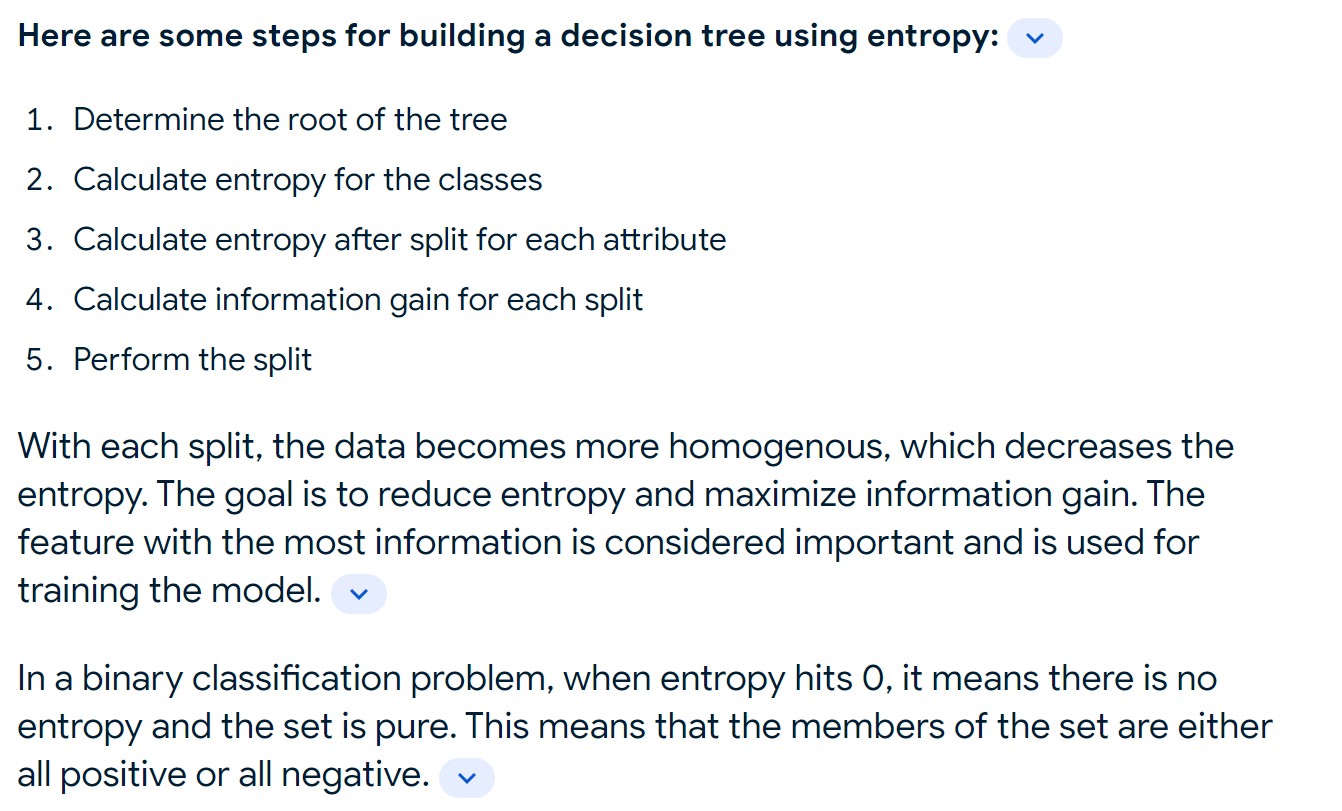 Here are some steps for building a decision tree using entropy:
1. Determine the root of the tree
2. Calculate entropy for the classes
3. Calculate entropy after split for each attribute
4. Calculate information gain for each split
5. Perform the split
With each split, the data becomes more homogenous, which decreases the
entropy. The goal is to reduce entropy and maximize information gain. The
feature with the most information is considered important and is used for
training the model.
In a binary classification problem, when entropy hits 0, it means there is no
entropy and the set is pure. This means that the members of the set are either
all positive or all negative.